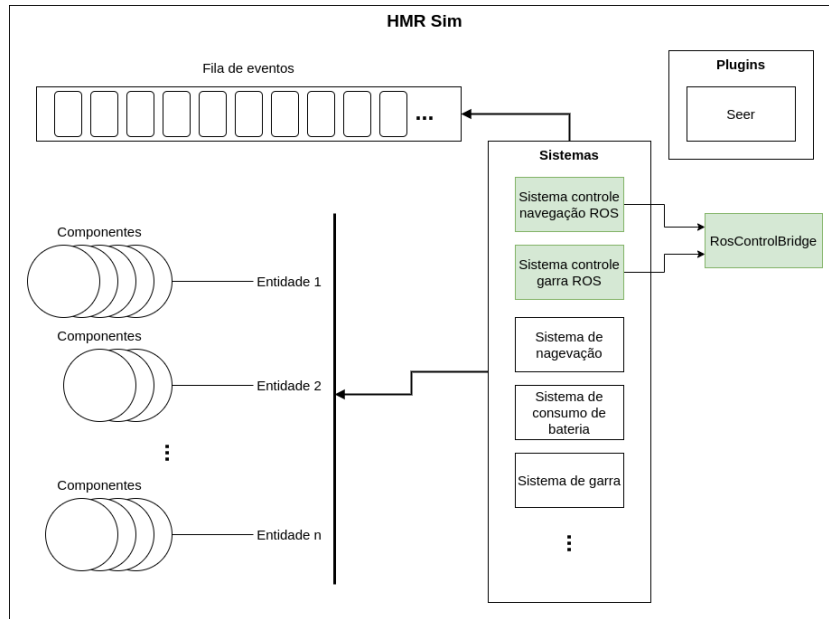 HMR Sim
Fila de eventos
...
Plugins
Seer
Sistemas
Sistema controle
navegação ROS
Sistema controle
garra ROS
RosControlBridge
Sistema de
nagevação
Sistema de
consumo de
bateria
Sistema de garra
...
Componentes
Entidade 1
Componentes
Entidade 2
...
Componentes
Entidade n